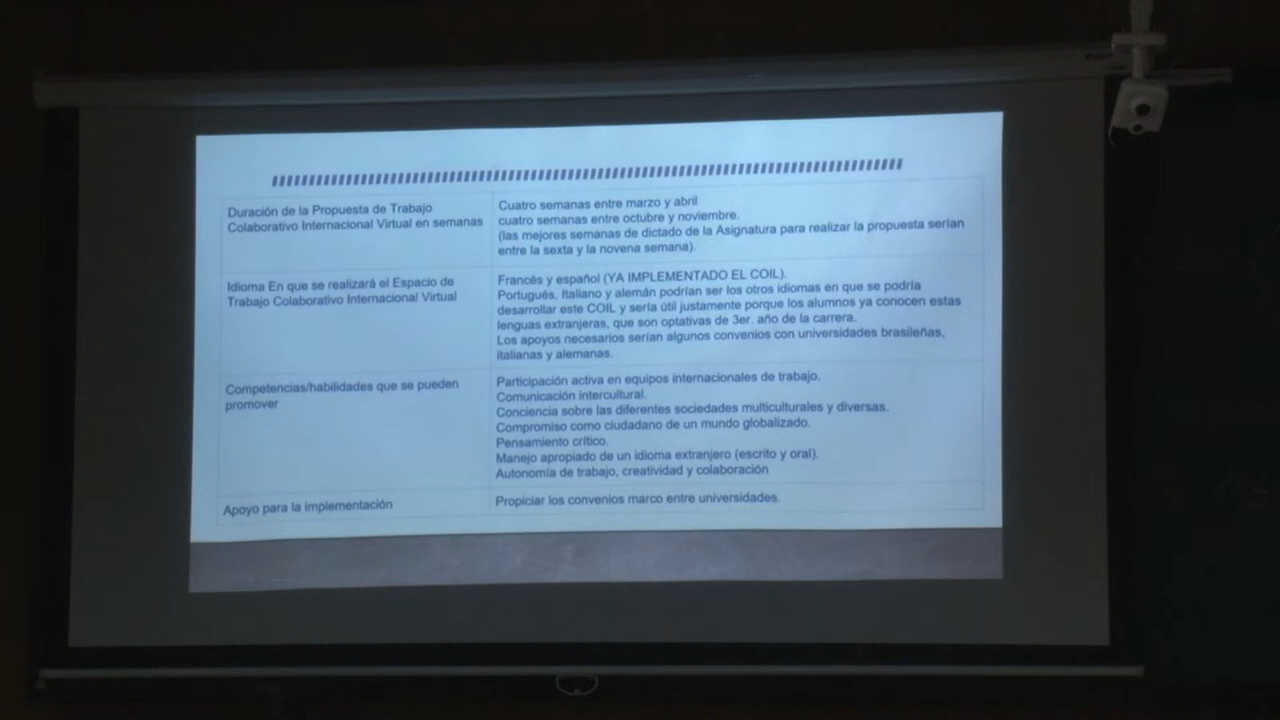 Duración de la Propuesta de Trabajo
Colaborativo Internacional Virtual en semanas
Cuatro semanas entre marzo y abril
cuatro semanas entre octubre y noviembre.
(las mejores semanas de dictado de la Asignatura para realizar la propuesta serían
entre la sexta y la novena semana).
Idioma En que se realizará el Espacio de
Trabajo Colaborativo Internacional Virtual
Francés y español (YA IMPLEMENTADO EL COIL).
Portugués, italiano y alemán podrían ser los otros idiomas en que se podría
desarrollar este COIL y sería útil justamente porque los alumnos ya conocen estas
lenguas extranjeras, que son optativas de 3er. año de la carrera.
Los apoyos necesarios serían algunos convenios con universidades brasileñas,
italianas y alemanas.
Competencias/habilidades que se pueden
promover
Participación activa en equipos internacionales de trabajo.
Comunicación intercultural.
Conciencia sobre las diferentes sociedades multiculturales y diversas.
Compromiso como ciudadano de un mundo globalizado.
Pensamiento crítico.
Manejo apropiado de un idioma extranjero (escrito y oral).
Autonomía de trabajo, creatividad y colaboración
Apoyo para la implementación
Propiciar los convenios marco entre universidades.